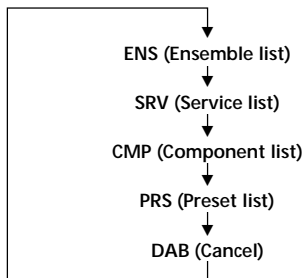 ENS (Ensemble list)
SRV (Service list)
CMP (Component list)
PRS (Preset list)
DAB (Cancel)